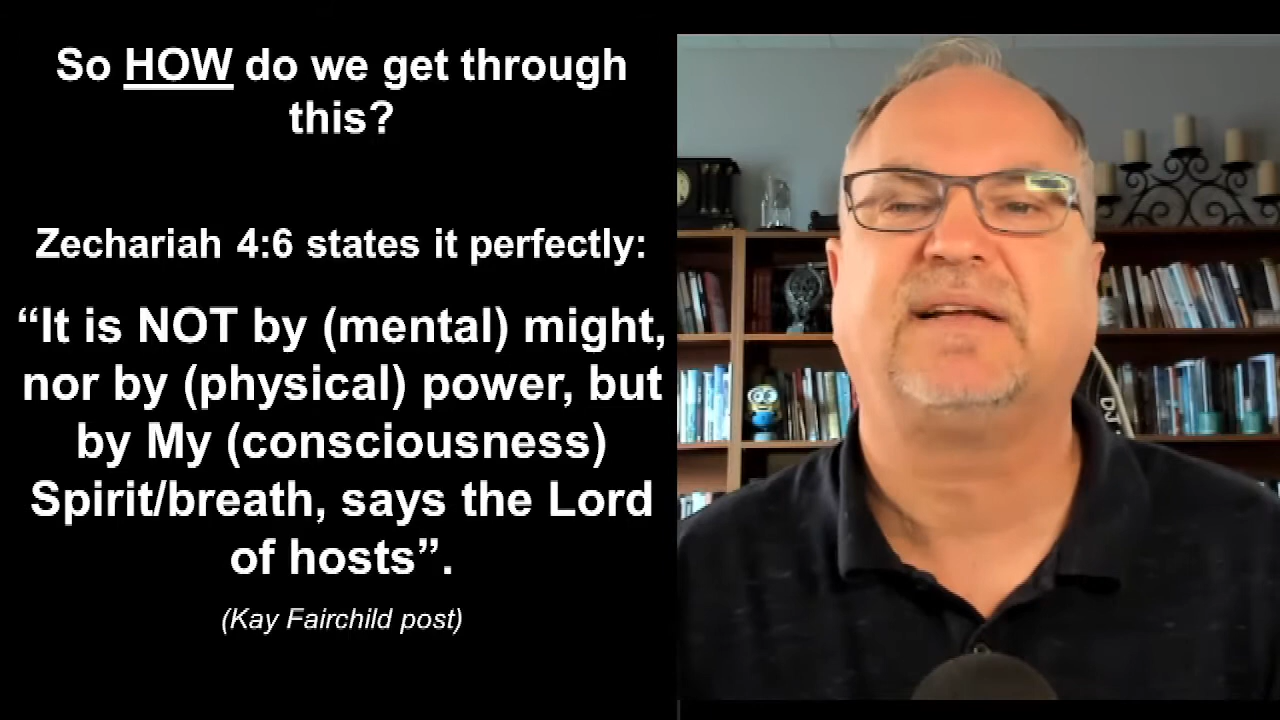 So HOW do we get through
this?
Zechariah 4:6 states it perfectly:
“It is NOT by (mental) might,
nor by (physical) power, but
by My (consciousness)
Spirit/breath, says the Lord
of hosts”.
(Kay Fairchild post)
DJ